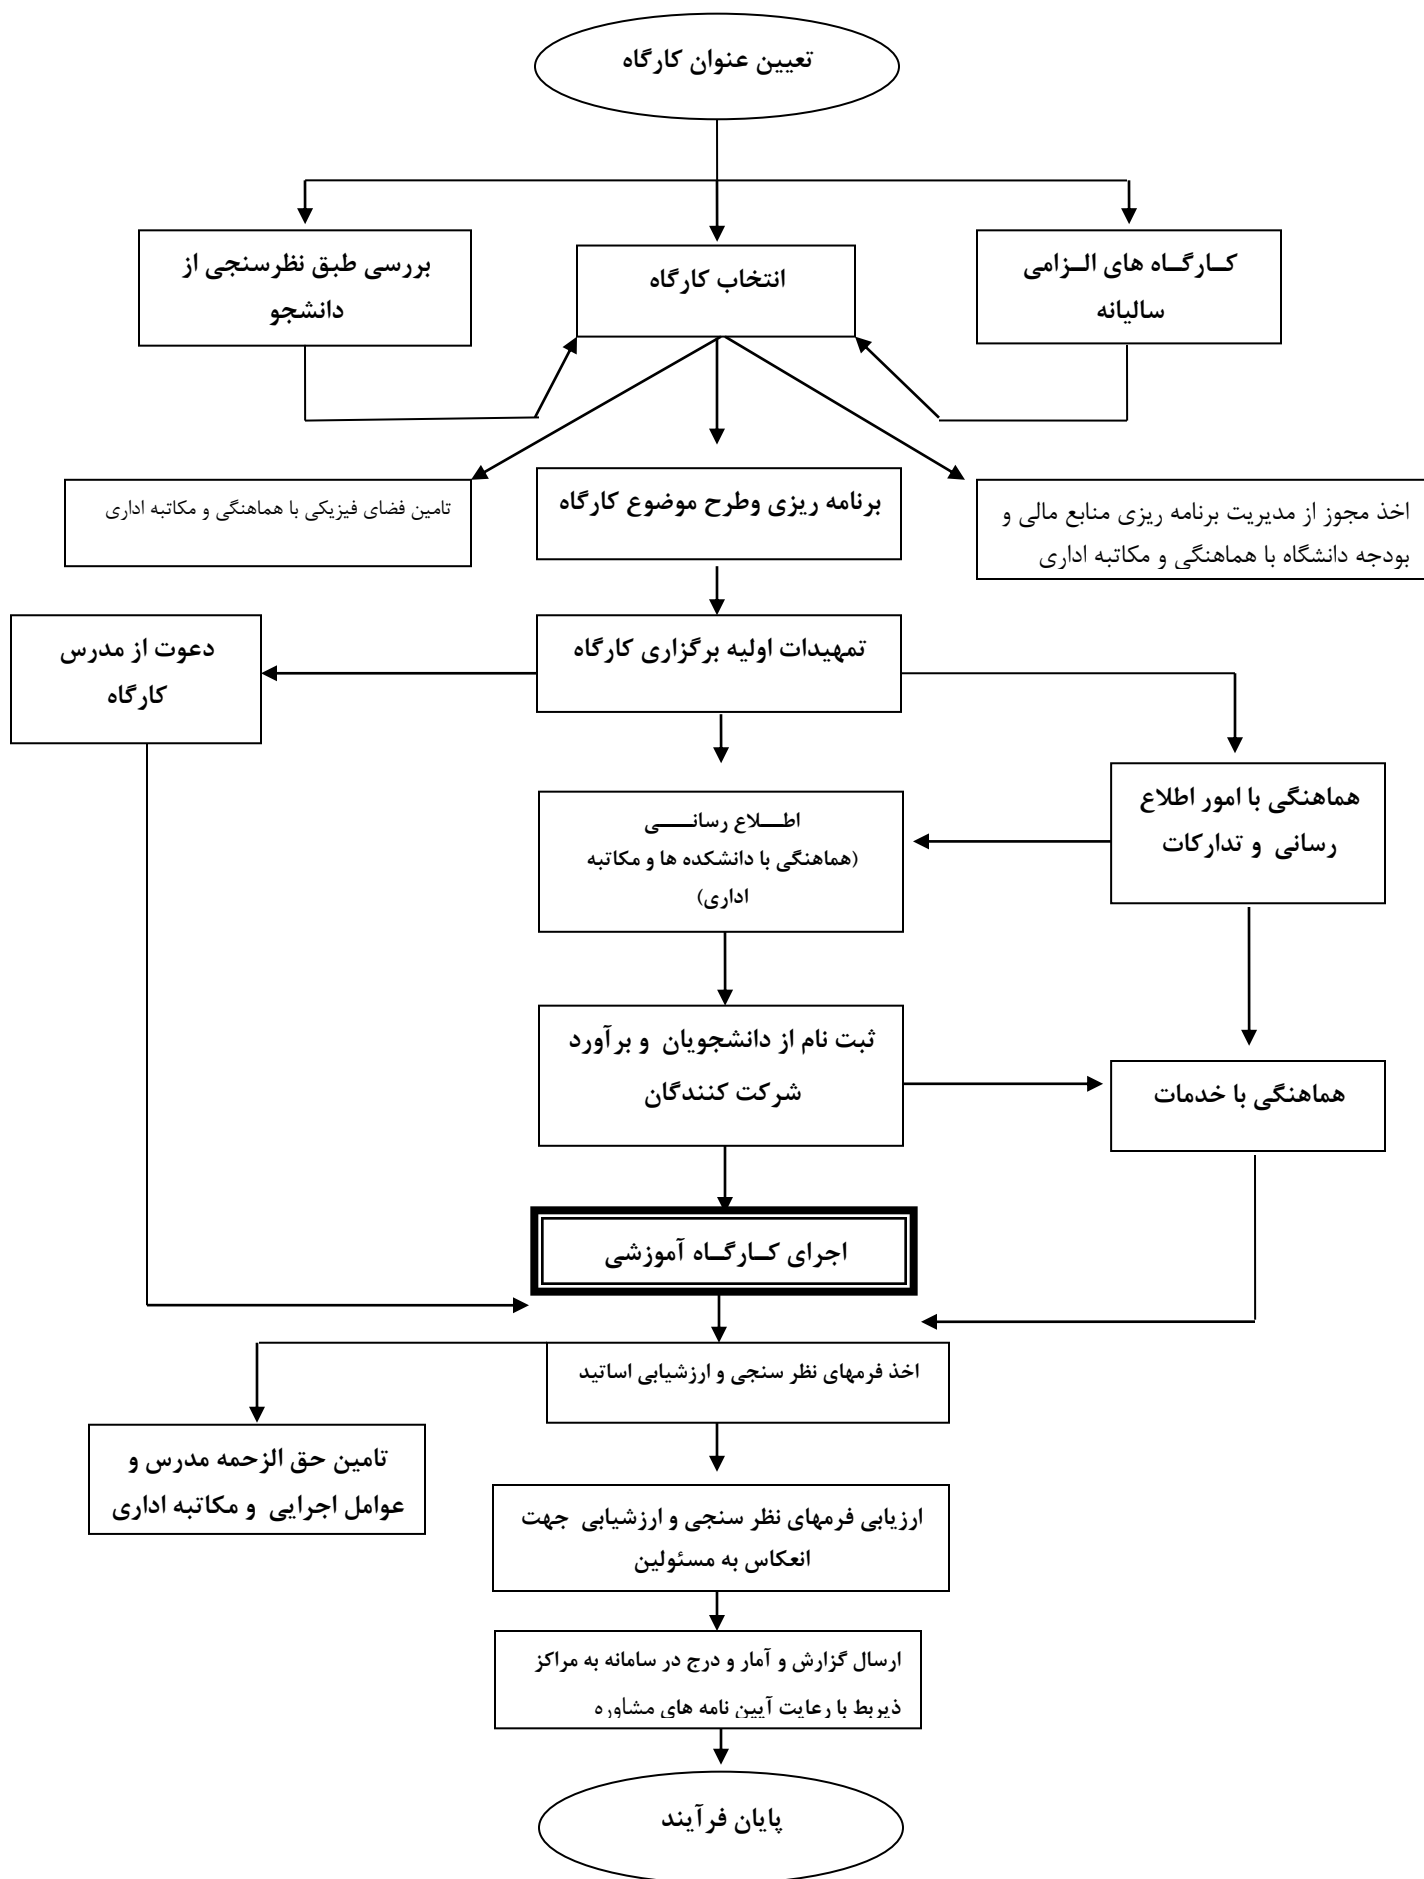 تعیین عنوان کارگاه
کـارگـاه های الـزامی
سالیانه
انتخاب کارگاه
بررسی طبق نظرسنجی از
دانشجو
اخذ مجوز از مدیریت برنامه ریزی منابع مالی و
بودجه دانشگاه با هماهنگی و مکاتبه اداری
برنامه ریزی وطرح موضوع کارگاه
تامین فضای فیزیکی با هماهنگی و مکاتبه اداری
تمهیدات اولیه برگزاری کارگاه
دعوت از مدرس
کارگاه
هماهنگی با امور اطلاع
رسانی و تدارکات
اطـــلاع رسانـــــی
(هماهنگی با دانشکده ها و مکاتبه
اداری)
ثبت نام از دانشجویان و برآورد
شرکت کنندگان
هماهنگی با خدمات
اجرای کـارگـاه آموزشی
اخذ فرمهای نظر سنجی و ارزشیابی اساتید
تامین حق الزحمه مدرس و
عوامل اجرایی و مکاتبه اداری
ارزیابی فرمهای نظر سنجی و ارزشیابی جهت
انعکاس به مسئولین
ارسال گزارش و آمار و درج در سامانه به مراکز
ذیربط با رعایت آیین نامه های مشاوره
پایان فرآیند